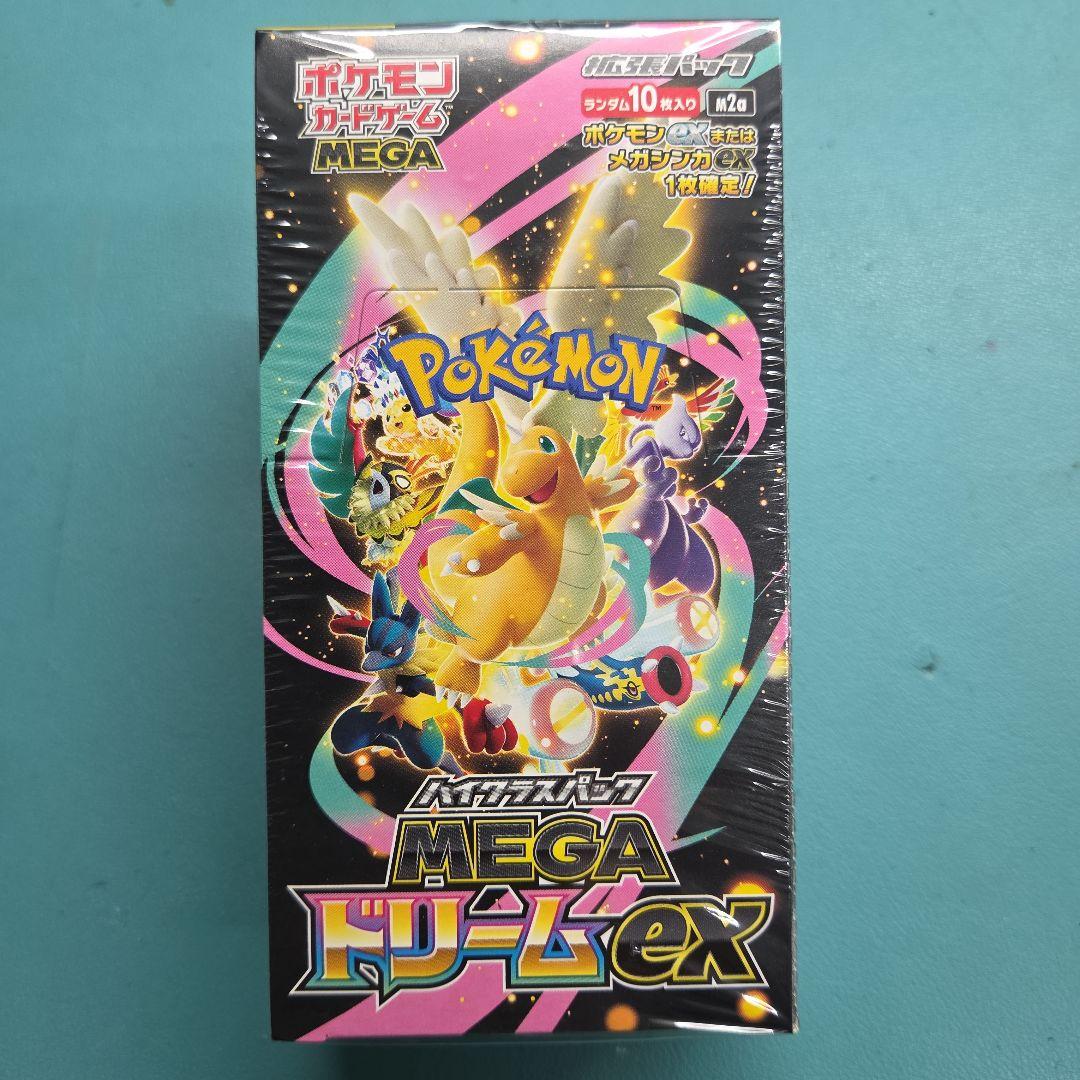 ポケモン
カードゲーム™
MEGA
拡張パック
ランダム10枚入り M2a
ポケモンexまたは
メガシンカex
1枚確定!
POKéMON™
ハイクラスパック
MEGA
ドリームex